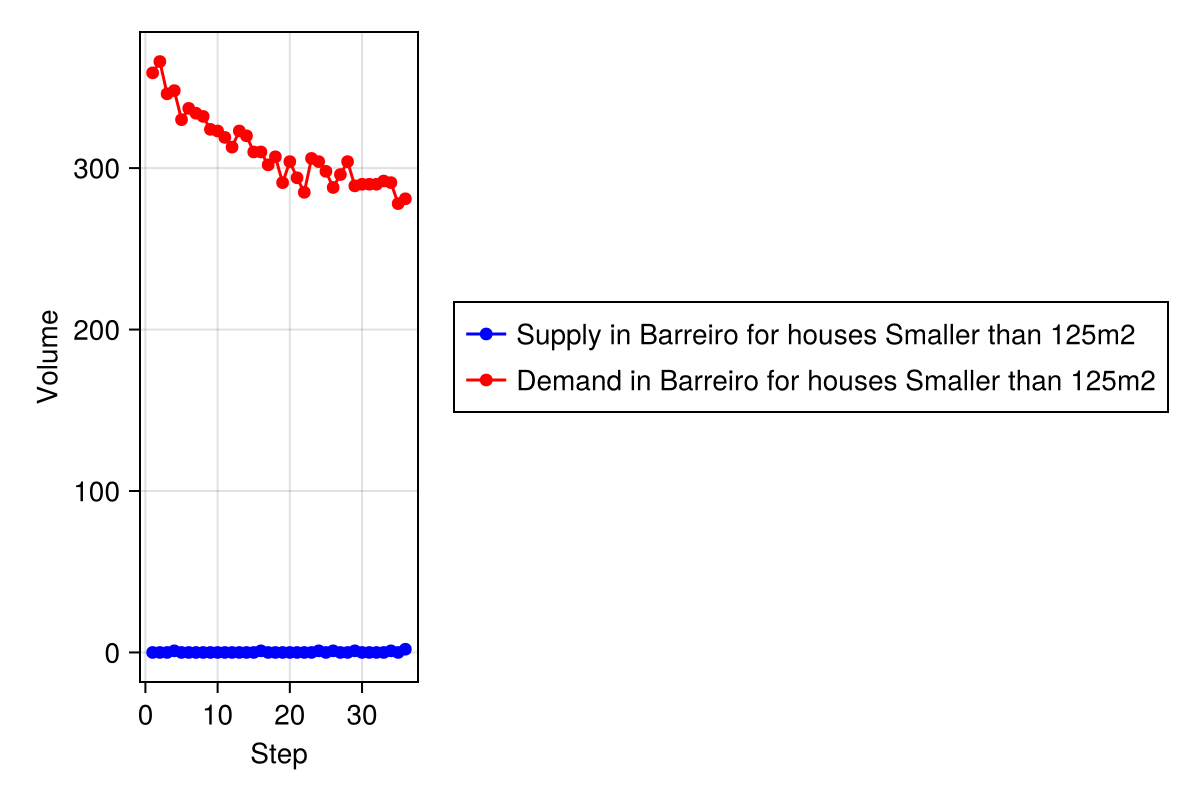 Volume
300
200
100
0
0 10 20 30
Step
Supply in Barreiro for houses Smaller than 125m2
Demand in Barreiro for houses Smaller than 125m2